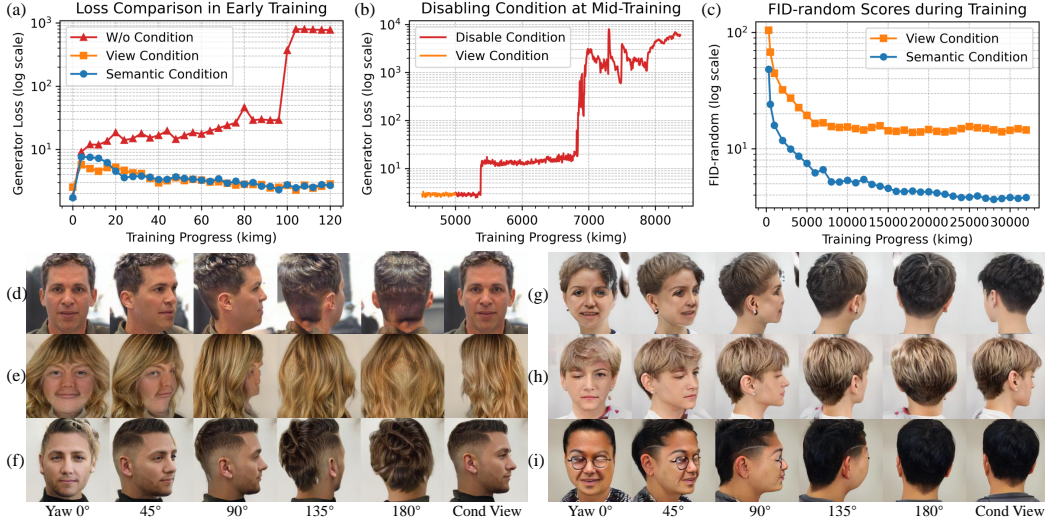 (a) Loss Comparison in Early Training
Generator Loss (log scale)
10³
10²
10¹
W/o Condition
View Condition
Semantic Condition
0 20 40 60 80 100 120
Training Progress (kimg)
(b) Disabling Condition at Mid-Training
Generator Loss (log scale)
10⁴
10³
10²
10¹
Disable Condition
View Condition
5000 6000 7000 8000
Training Progress (kimg)
(c) FID-random Scores during Training
FID-random (log scale)
10²
10¹
View Condition
Semantic Condition
0 5000 10000 15000 20000 25000 30000
Training Progress (kimg)
(d)
(e)
(f)
Yaw 0° 45° 90° 135° 180° Cond View
(g)
(h)
(i)
Yaw 0° 45° 90° 135° 180° Cond View